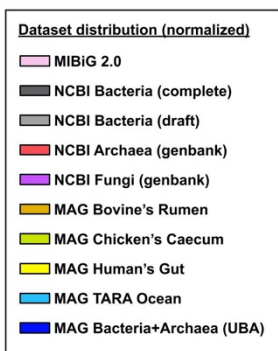 Dataset distribution (normalized)
MIBiG 2.0
NCBI Bacteria (complete)
NCBI Bacteria (draft)
NCBI Archaea (genbank)
NCBI Fungi (genbank)
MAG Bovine's Rumen
MAG Chicken's Caecum
MAG Human's Gut
MAG TARA Ocean
MAG Bacteria+Archaea (UBA)